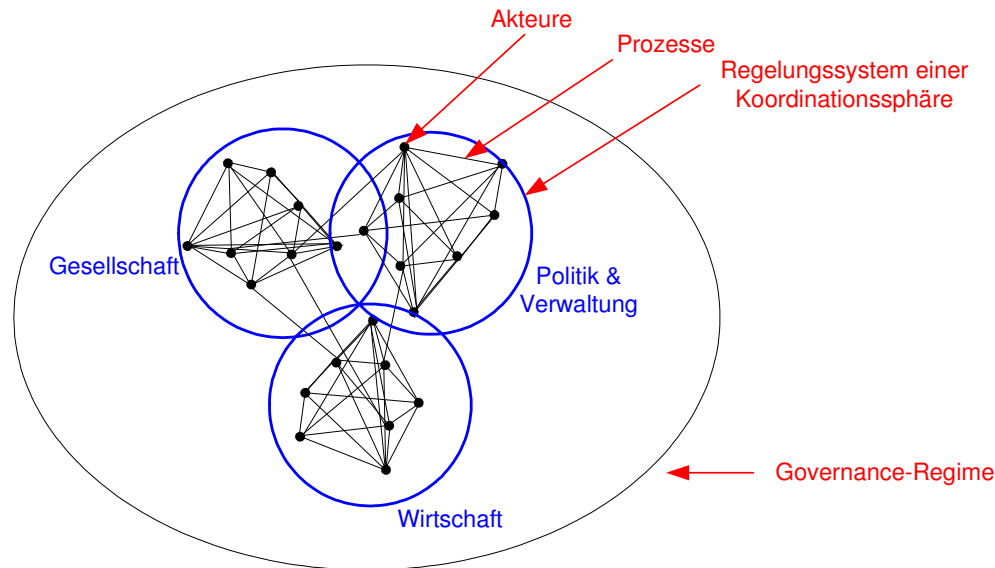 Akteure
Prozesse
Regelungssystem einer
Koordinationssphäre
Gesellschaft
Politik &
Verwaltung
Governance-Regime
Wirtschaft